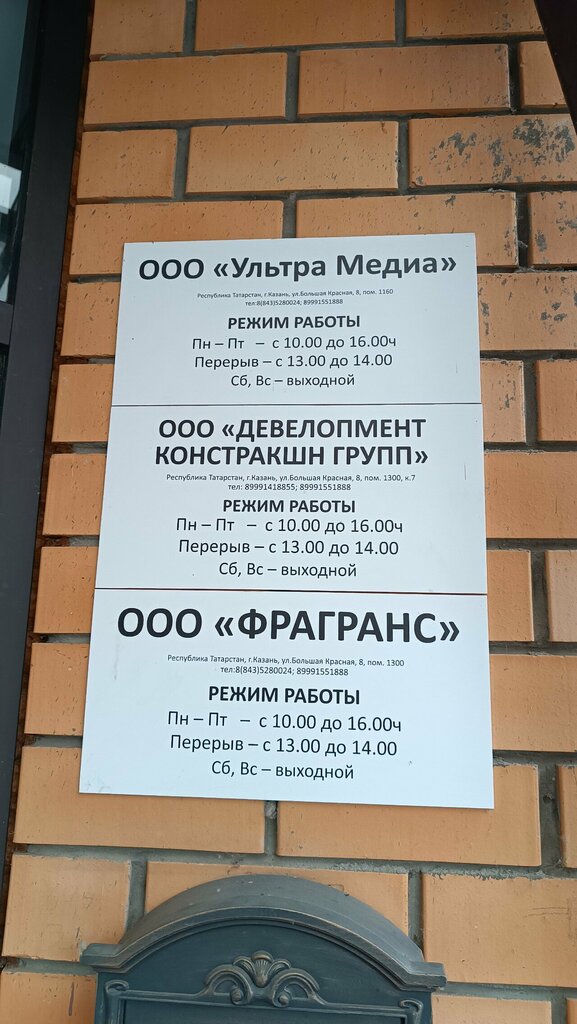 ООО «Ультра Медиа»
Республика Татарстан, г.Казань, ул.Большая Красная, 8, пом. 1160
тел:8(843)5280024; 89991551888
РЕЖИМ РАБОТЫ
Пн – Пт – с 10.00 до 16.00ч
Перерыв – с 13.00 до 14.00
Сб, Вс – выходной
ООО «ДЕВЕЛОПМЕНТ
КОНСТРАКШН ГРУПП»
Республика Татарстан, г.Казань, ул.Большая Красная, 8, пом. 1300, к.7
тел: 89991418855; 89991551888
РЕЖИМ РАБОТЫ
Пн – Пт – с 10.00 до 16.00ч
Перерыв – с 13.00 до 14.00
Сб, Вс – выходной
ООО «ФРАГРАНС»
Республика Татарстан, г.Казань, ул.Большая Красная, 8, пом. 1300
тел:8(843)5280024; 89991551888
РЕЖИМ РАБОТЫ
Пн – Пт – с 10.00 до 16.00ч
Перерыв – с 13.00 до 14.00
Сб, Вс – выходной